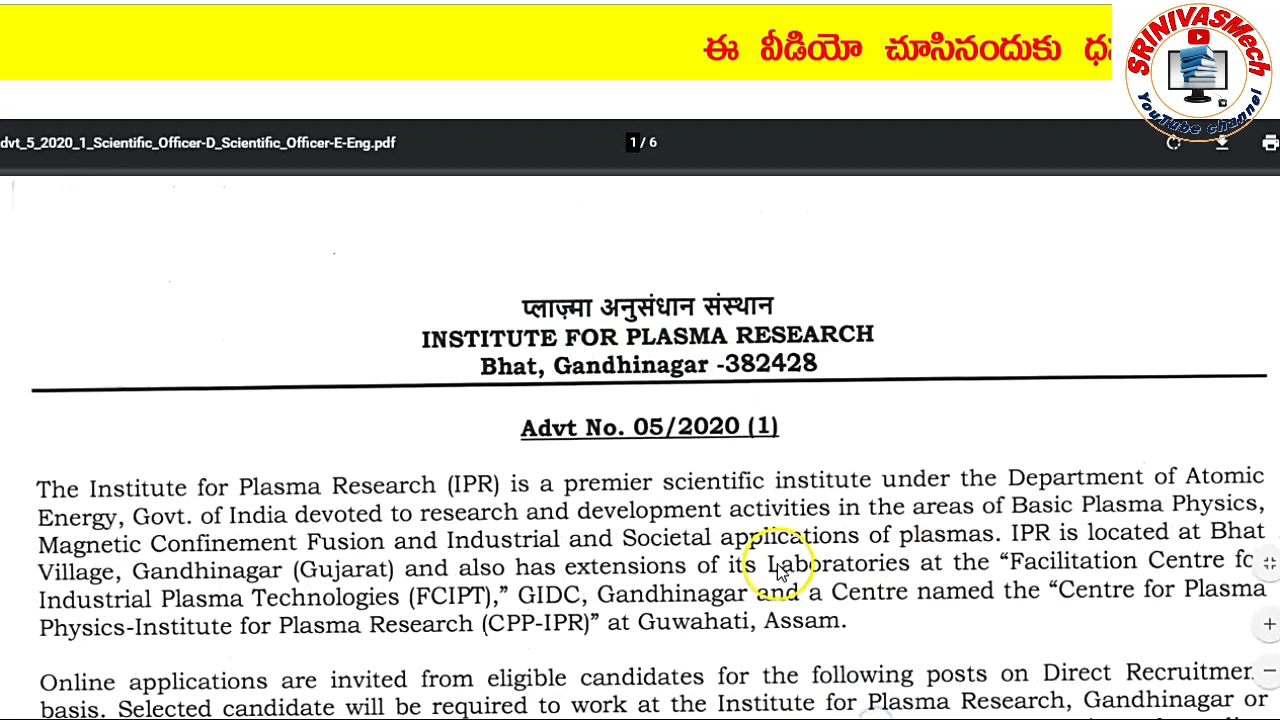 ఈ వీడియో చూసినందుకు
SRINIVASMech
YouTube channel
dvt_5_2020_1_Scientific_Officer-D_Scientific_Officer-E-Eng.pdf
1 / 6
प्लाज़्मा अनुसंधान संस्थान
INSTITUTE FOR PLASMA RESEARCH
Bhat, Gandhinagar -382428
Advt No. 05/2020 (1)
The Institute for Plasma Research (IPR) is a premier scientific institute under the Department of Atomic
Energy, Govt. of India devoted to research and development activities in the areas of Basic Plasma Physics,
Magnetic Confinement Fusion and Industrial and Societal applications of plasmas. IPR is located at Bhat
Village, Gandhinagar (Gujarat) and also has extensions of its Laboratories at the “Facilitation Centre fo
Industrial Plasma Technologies (FCIPT),” GIDC, Gandhinagar and a Centre named the “Centre for Plasma
Physics-Institute for Plasma Research (CPP-IPR)” at Guwahati, Assam.
Online applications are invited from eligible candidates for the following posts on Direct Recruitmen
basis. Selected candidate will be required to work at the Institute for Plasma Research, Gandhinagar or